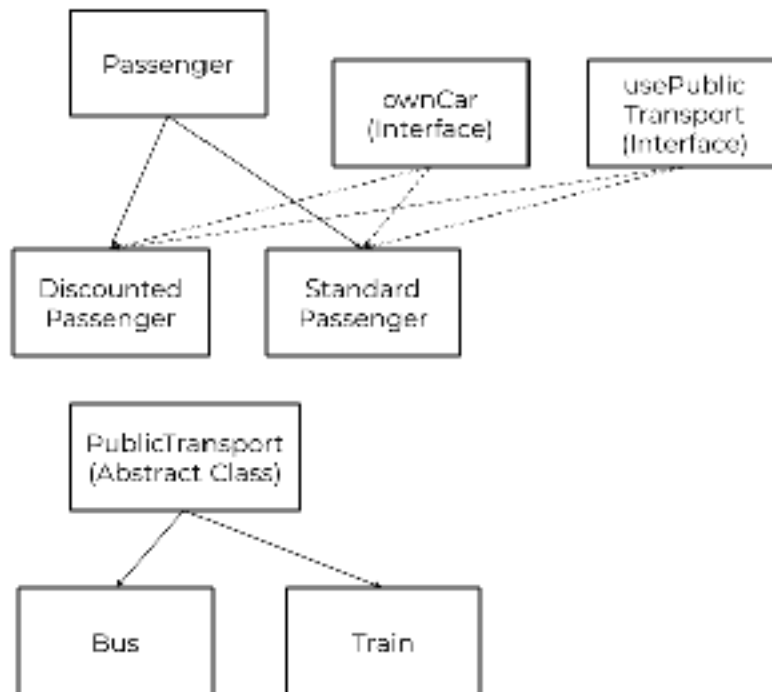 Passenger
ownCar
(Interface)
usePublic
Transport
(Interface)
Discounted
Passenger
Standard
Passenger
PublicTransport
(Abstract Class)
Bus
Train